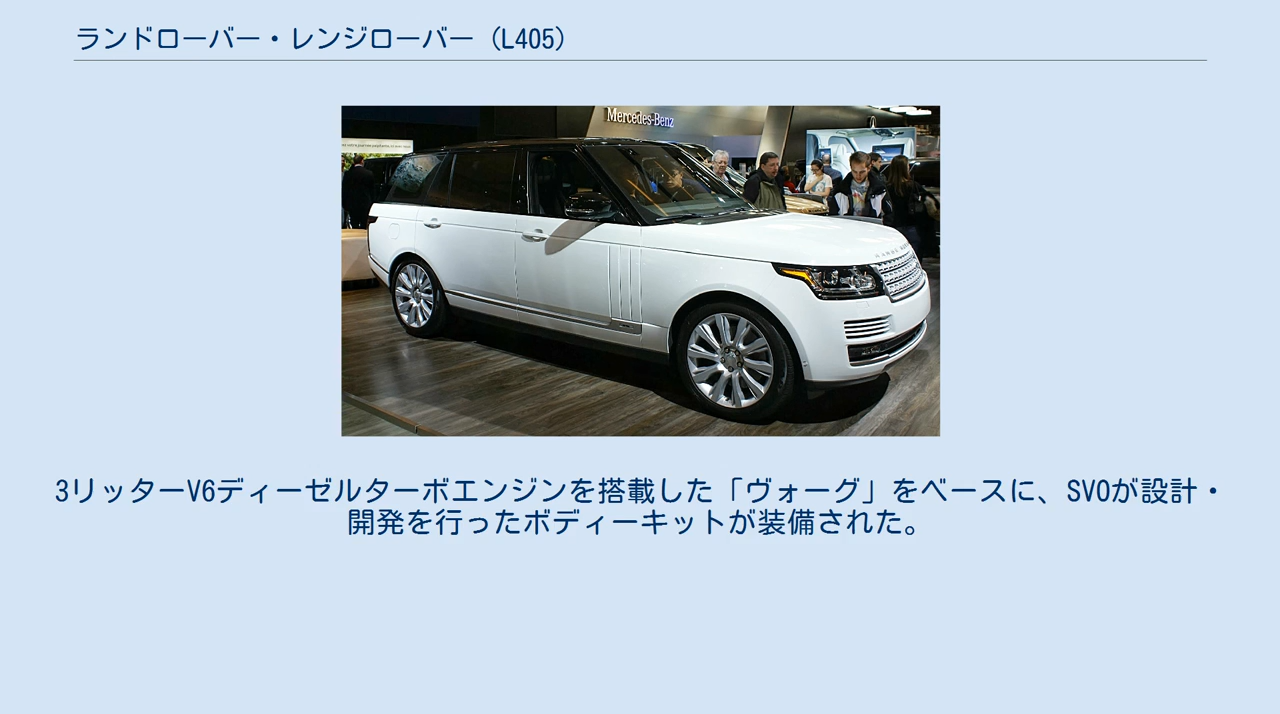 ランドローバー・レンジローバー（L405）
Mercedes-Benz
3リッターV6ディーゼルターボエンジンを搭載した「ヴォーグ」をベースに、SVOが設計・
開発を行ったボディーキットが装備された。